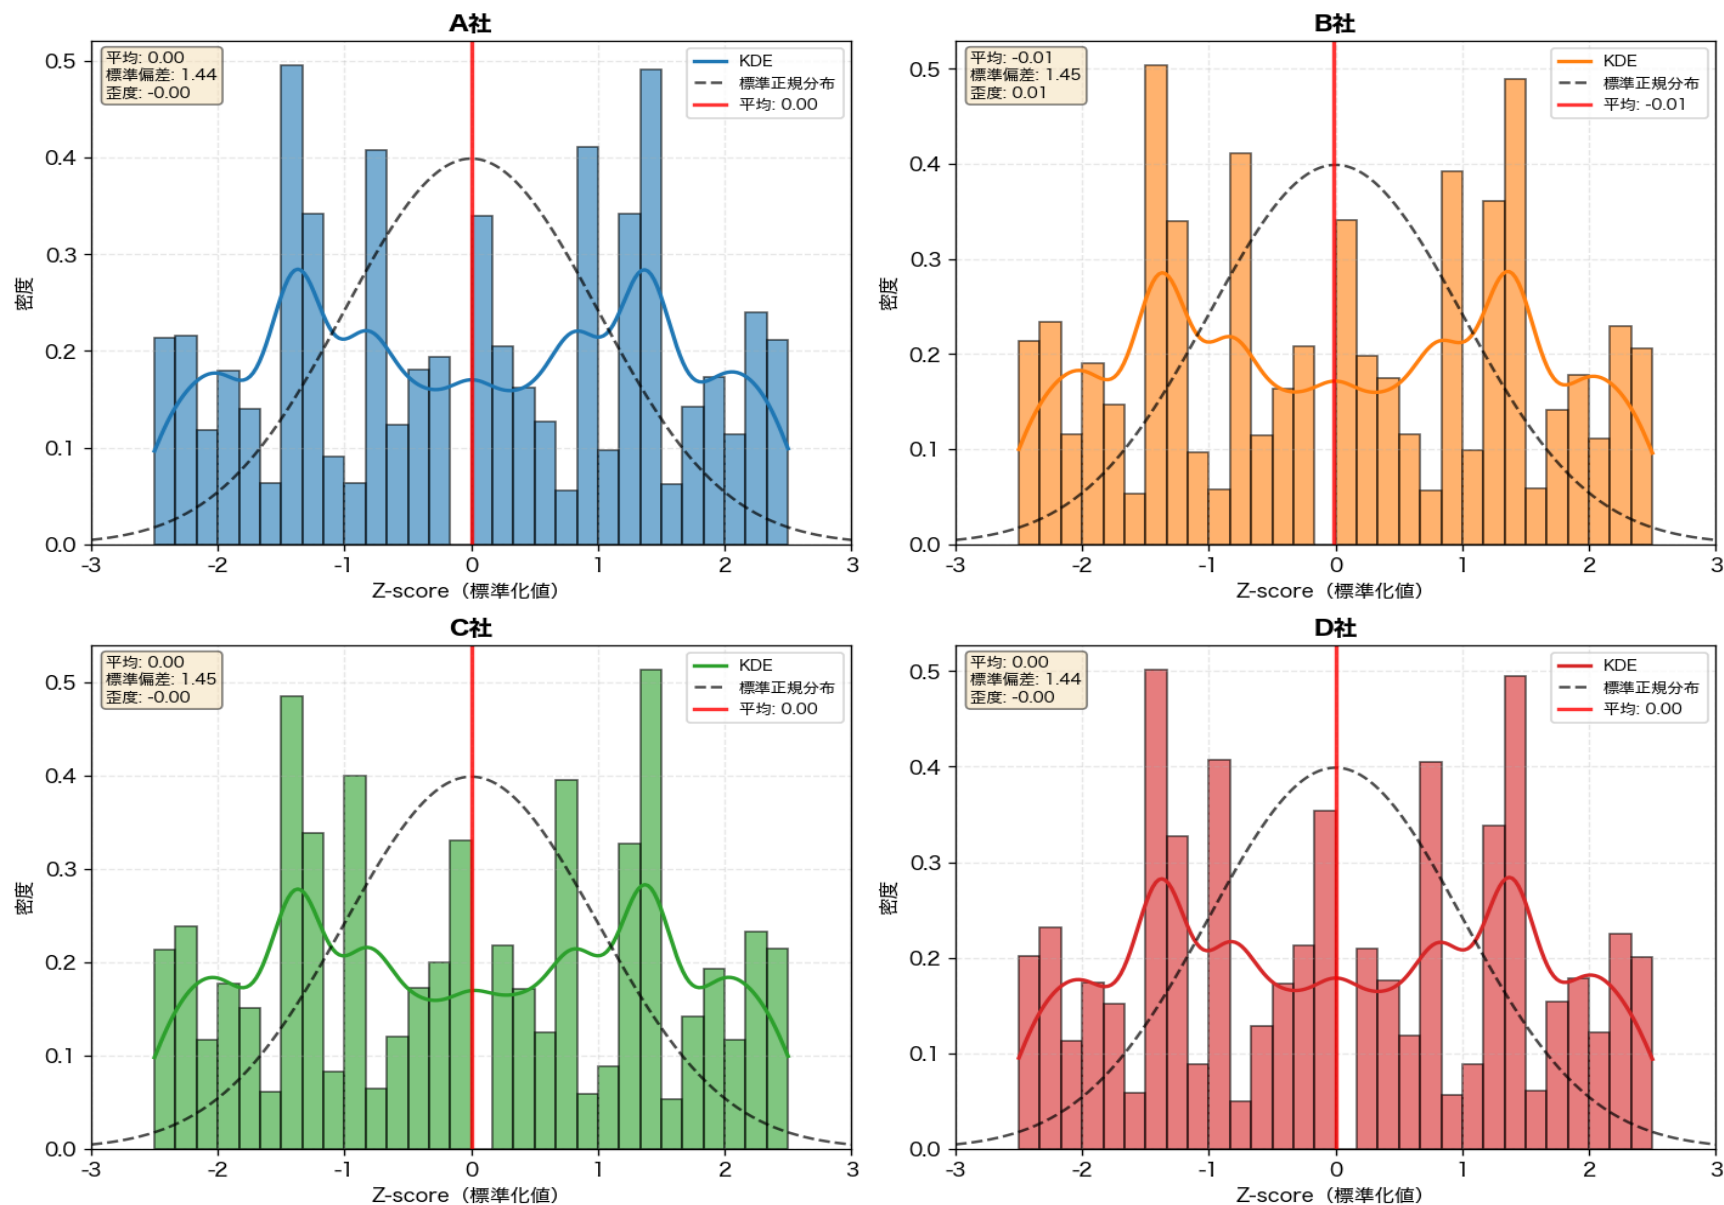 A社
平均: 0.00
標準偏差: 1.44
歪度: -0.00
KDE
標準正規分布
平均: 0.00
0.5
0.4
0.3
0.2
0.1
0.0
密度
-3 -2 -1 0 1 2 3
Z-score（標準化値）
B社
平均: -0.01
標準偏差: 1.45
歪度: 0.01
KDE
標準正規分布
平均: -0.01
0.5
0.4
0.3
0.2
0.1
0.0
密度
-3 -2 -1 0 1 2 3
Z-score（標準化値）
C社
平均: 0.00
標準偏差: 1.45
歪度: -0.00
KDE
標準正規分布
平均: 0.00
0.5
0.4
0.3
0.2
0.1
0.0
密度
-3 -2 -1 0 1 2 3
Z-score（標準化値）
D社
平均: 0.00
標準偏差: 1.44
歪度: -0.00
KDE
標準正規分布
平均: 0.00
0.5
0.4
0.3
0.2
0.1
0.0
密度
-3 -2 -1 0 1 2 3
Z-score（標準化値）